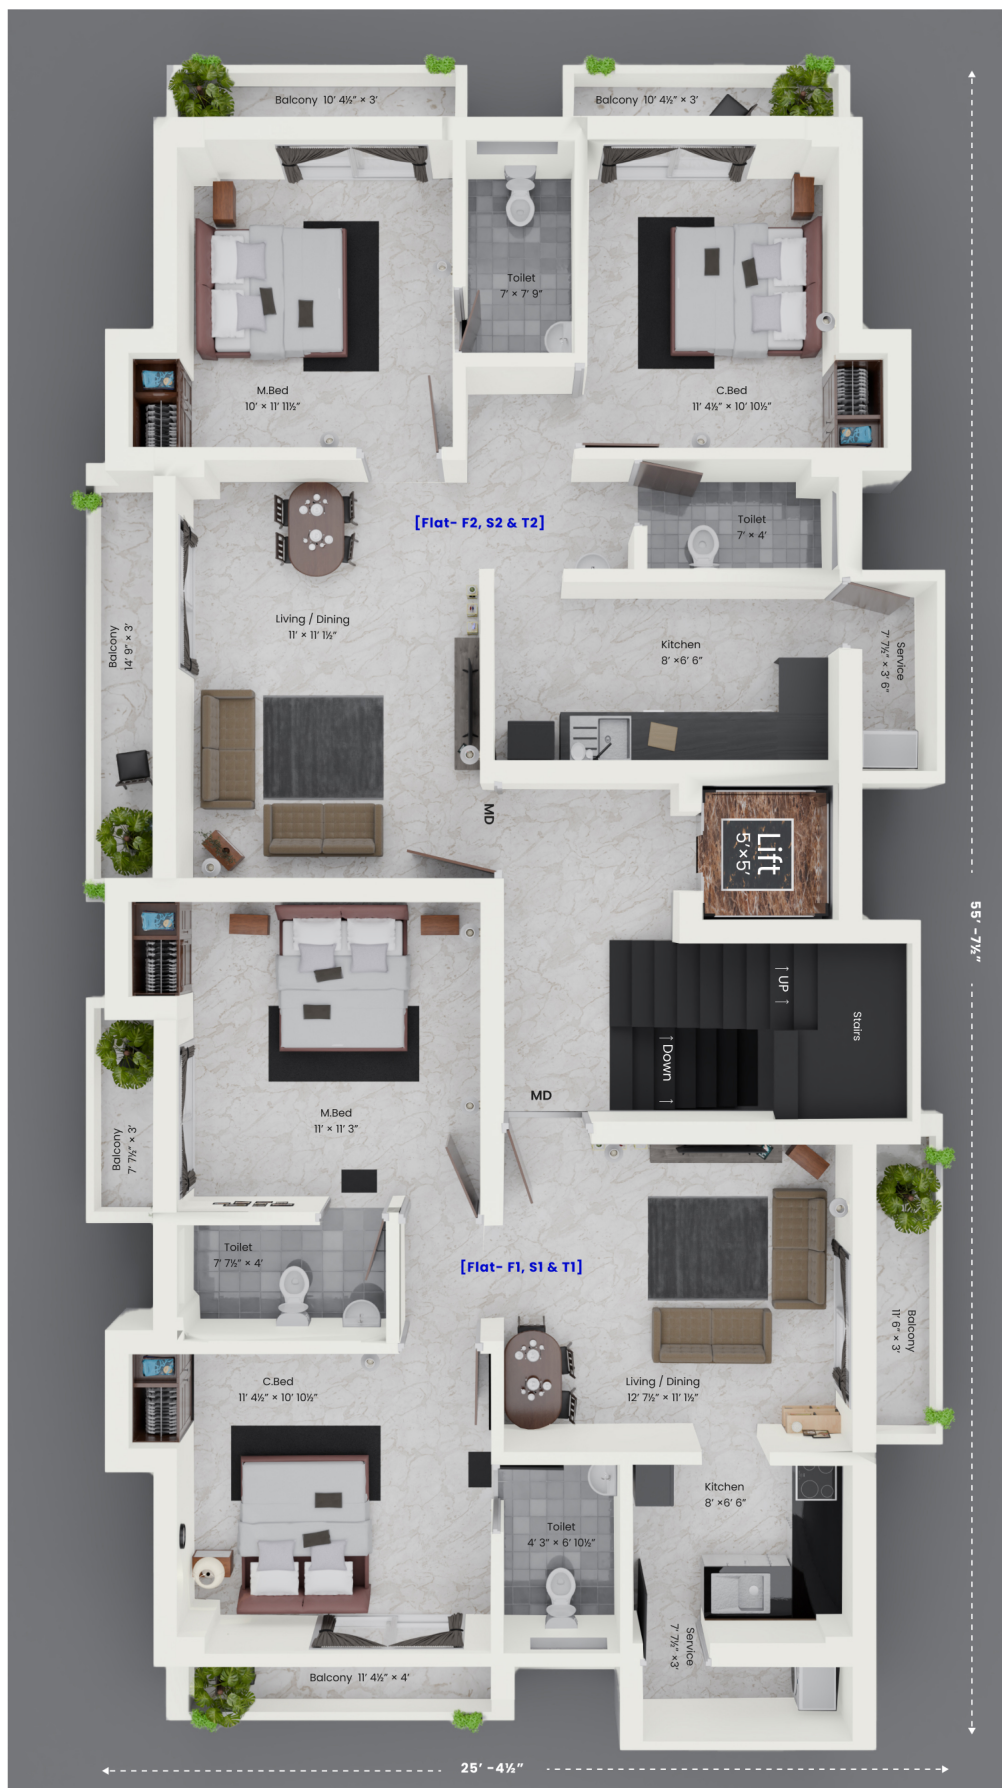 Balcony 10' 4½" × 3'
Balcony 10' 4½" × 3'
Toilet
7' × 7' 9"
M.Bed
10' × 11' 11½"
C.Bed
11' 4½" × 10' 10½"
[Flat- F2, S2 & T2]
Toilet
7' × 4'
Living / Dining
11' × 11' 1½"
Balcony
14' 9" × 3'
Kitchen
8' ×6' 6"
Service
7' 7½" × 3' 6"
MD
Lift
5'×5'
55' -7½"
↑ UP ↑
Stairs
↑ Down ↑
MD
M.Bed
11' × 11' 3"
Balcony
7' 7½" × 3'
Toilet
7' 7½" × 4'
[Flat- F1, S1 & T1]
Balcony
11' 6" × 3'
C.Bed
11' 4½" × 10' 10½"
Living / Dining
12' 7½" × 11' 1½"
Kitchen
8' ×6' 6"
Toilet
4' 3" × 6' 10½"
Service
7' 7½" ×3'
Balcony 11' 4½" × 4'
25' -4½"